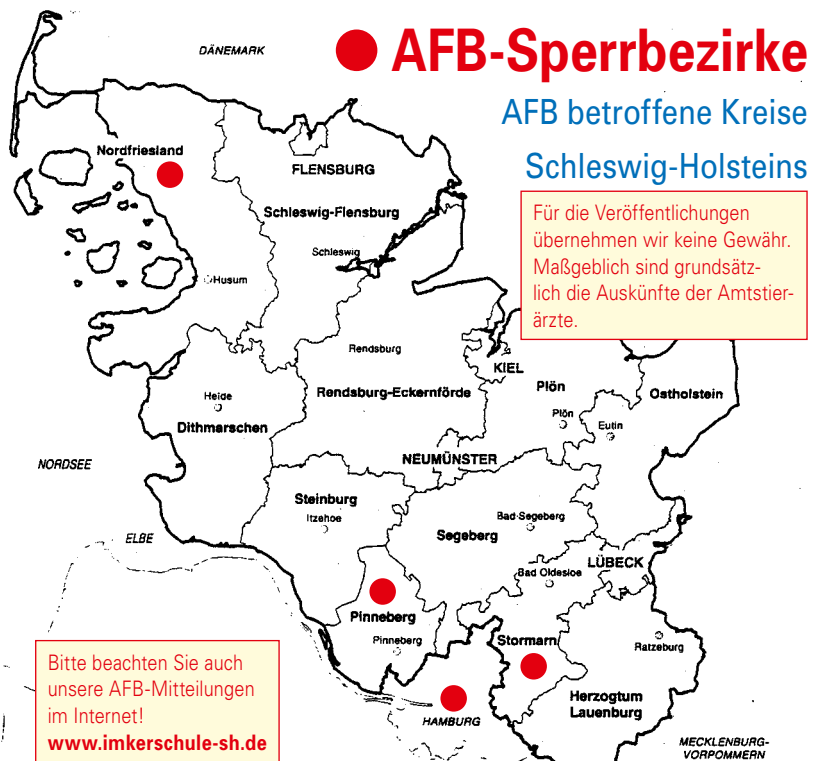 DÄNEMARK
AFB-Sperrbezirke
AFB betroffene Kreise
Schleswig-Holsteins
Für die Veröffentlichungen
übernehmen wir keine Gewähr.
Maßgeblich sind grundsätz-
lich die Auskünfte der Amtstier-
ärzte.
Nordfriesland
FLENSBURG
Schleswig-Flensburg
Schleswig
Husum
Rendsburg
KIEL
Rendsburg-Eckernförde
Plön
Ostholstein
Heide
Plön
Eutin
Dithmarschen
NORDSEE
NEUMÜNSTER
Steinburg
Itzehoe
Bad Segeberg
Segeberg
ELBE
LÜBECK
Bad Oldesloe
Pinneberg
Pinneberg
Stormarn
Ratzeburg
Herzogtum
Lauenburg
HAMBURG
MECKLENBURG-
VORPOMMERN
Bitte beachten Sie auch
unsere AFB-Mitteilungen
im Internet!
www.imkerschule-sh.de